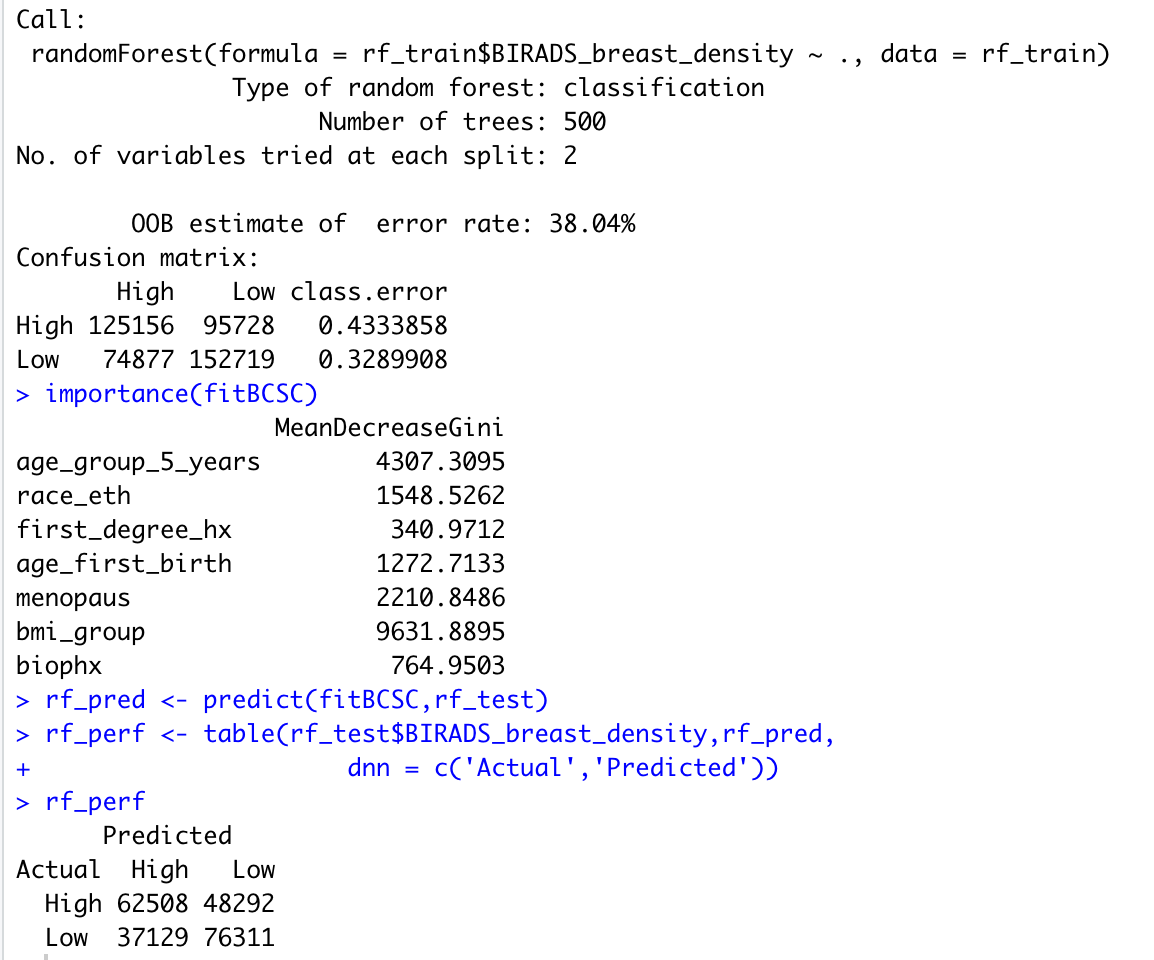 Call:
 randomForest(formula = rf_train$BIRADS_breast_density ~ ., data = rf_train)
               Type of random forest: classification
                     Number of trees: 500
No. of variables tried at each split: 2

        OOB estimate of  error rate: 38.04%
Confusion matrix:
       High    Low class.error
High 125156  95728   0.4333858
Low   74877 152719   0.3289908
> importance(fitBCSC)
                  MeanDecreaseGini
age_group_5_years        4307.3095
race_eth                 1548.5262
first_degree_hx           340.9712
age_first_birth          1272.7133
menopaus                 2210.8486
bmi_group                9631.8895
biophx                    764.9503
> rf_pred <- predict(fitBCSC,rf_test)
> rf_perf <- table(rf_test$BIRADS_breast_density,rf_pred,
+                  dnn = c('Actual','Predicted'))
> rf_perf
      Predicted
Actual  High   Low
  High 62508 48292
  Low  37129 76311